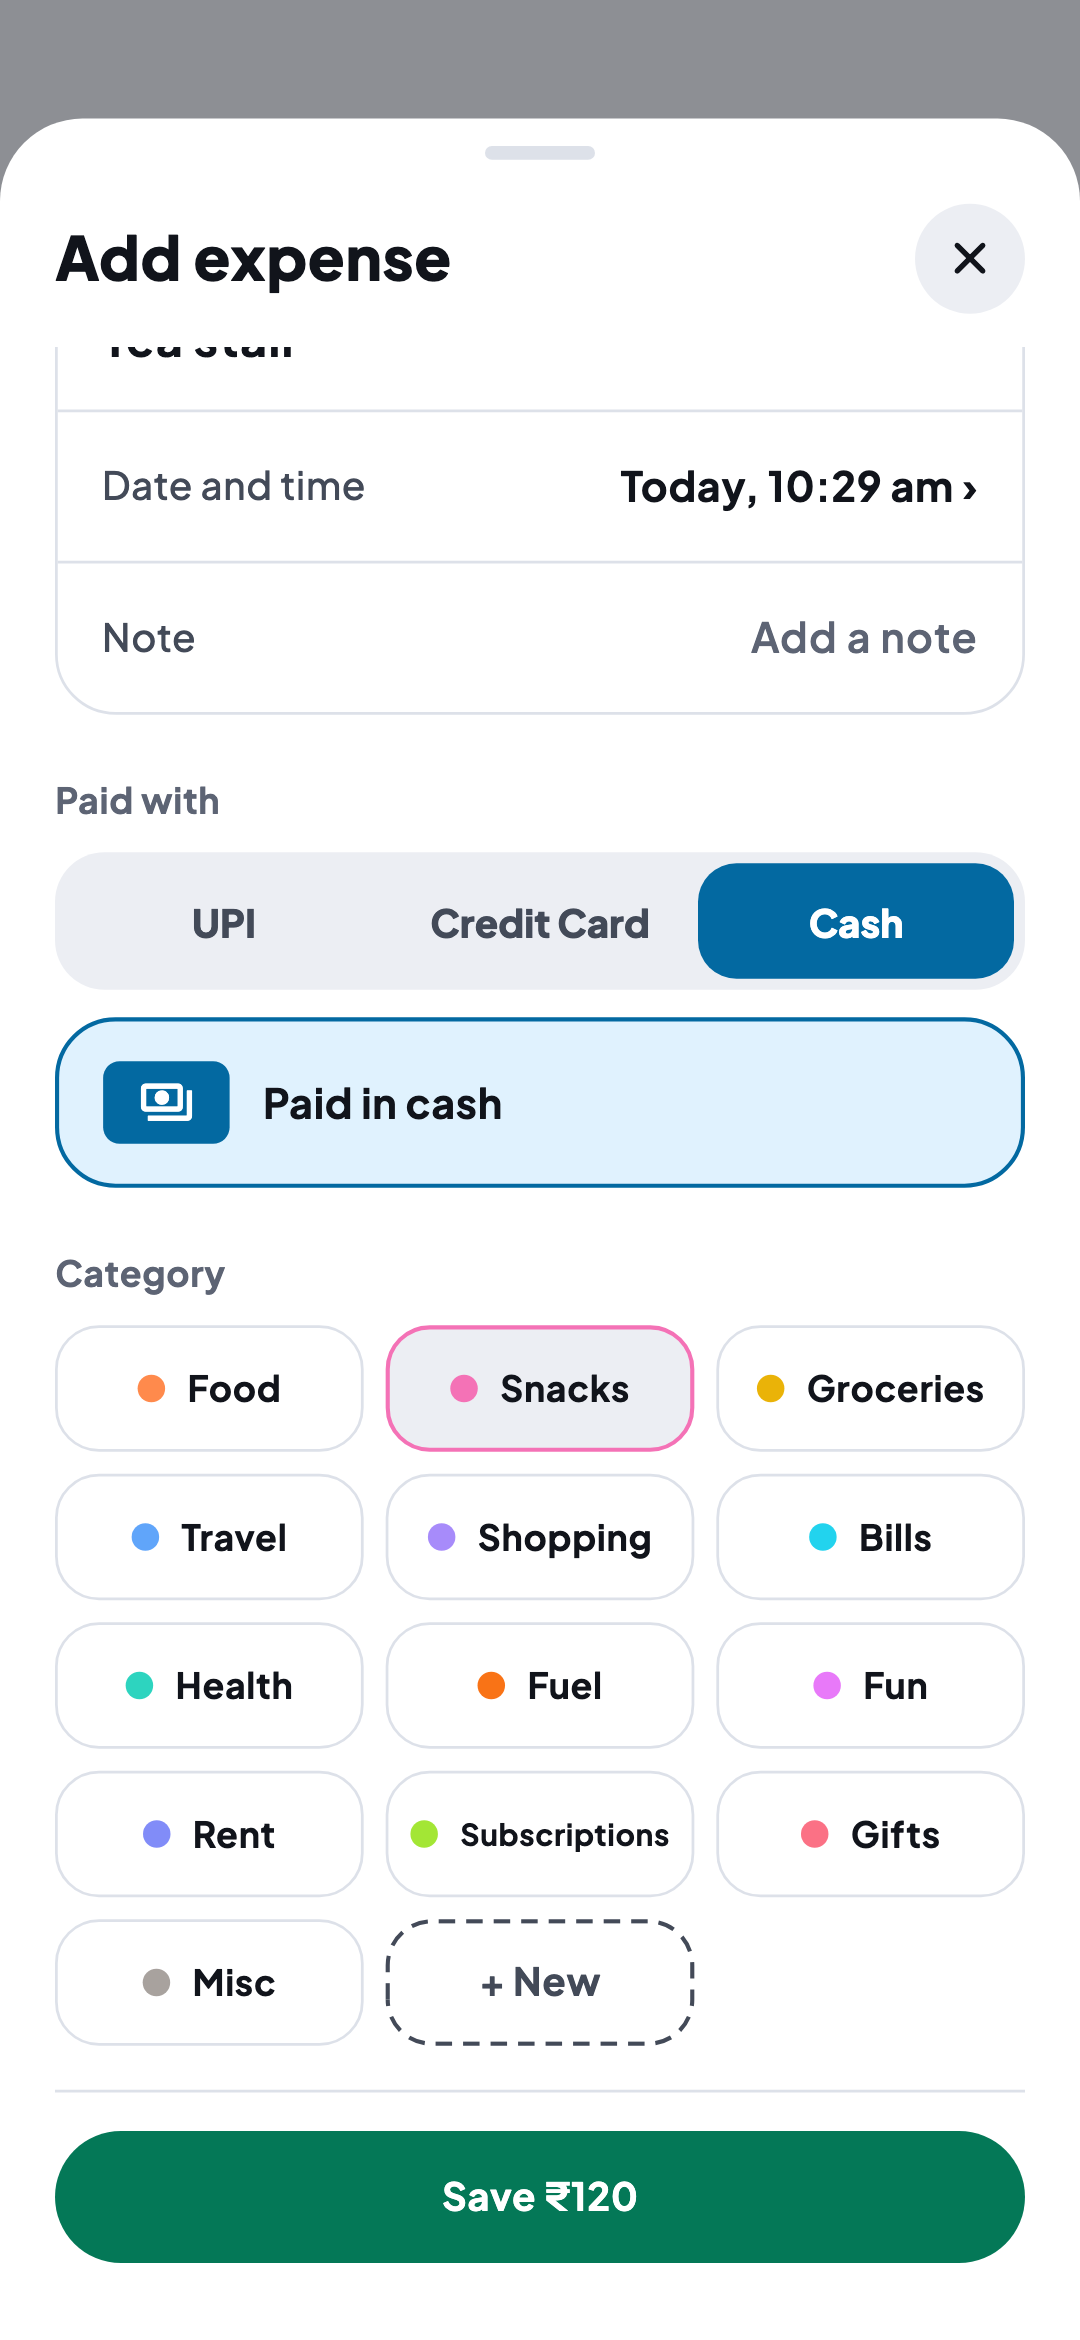 Add expense
Tea stall
Date and time
Today, 10:29 am ›
Note
Add a note
Paid with
UPI
Credit Card
Cash
Paid in cash
Category
Food
Snacks
Groceries
Travel
Shopping
Bills
Health
Fuel
Fun
Rent
Subscriptions
Gifts
Misc
+ New
Save ₹120